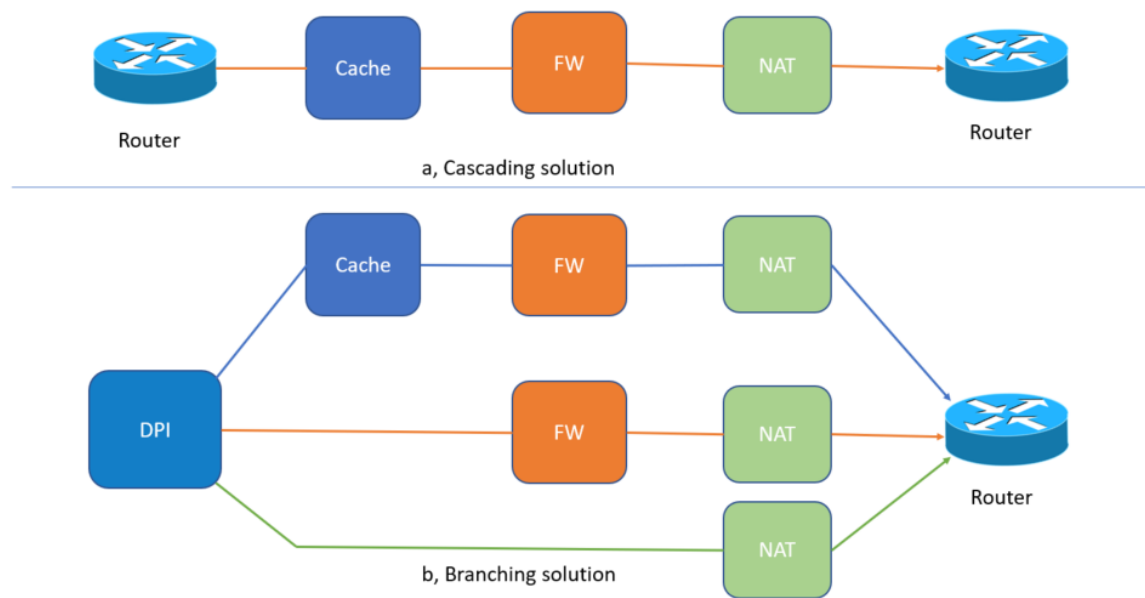 Cache
FW
NAT
Router
Router
a, Cascading solution
Cache
FW
NAT
DPI
FW
NAT
Router
NAT
b, Branching solution